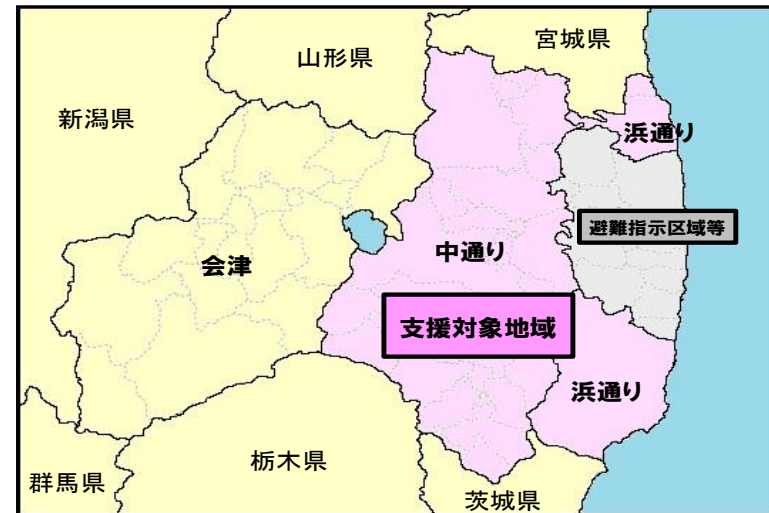 宮城県
山形県
新潟県
浜通り
避難指示区域等
中通り
会津
支援対象地域
浜通り
栃木県
群馬県
茨城県